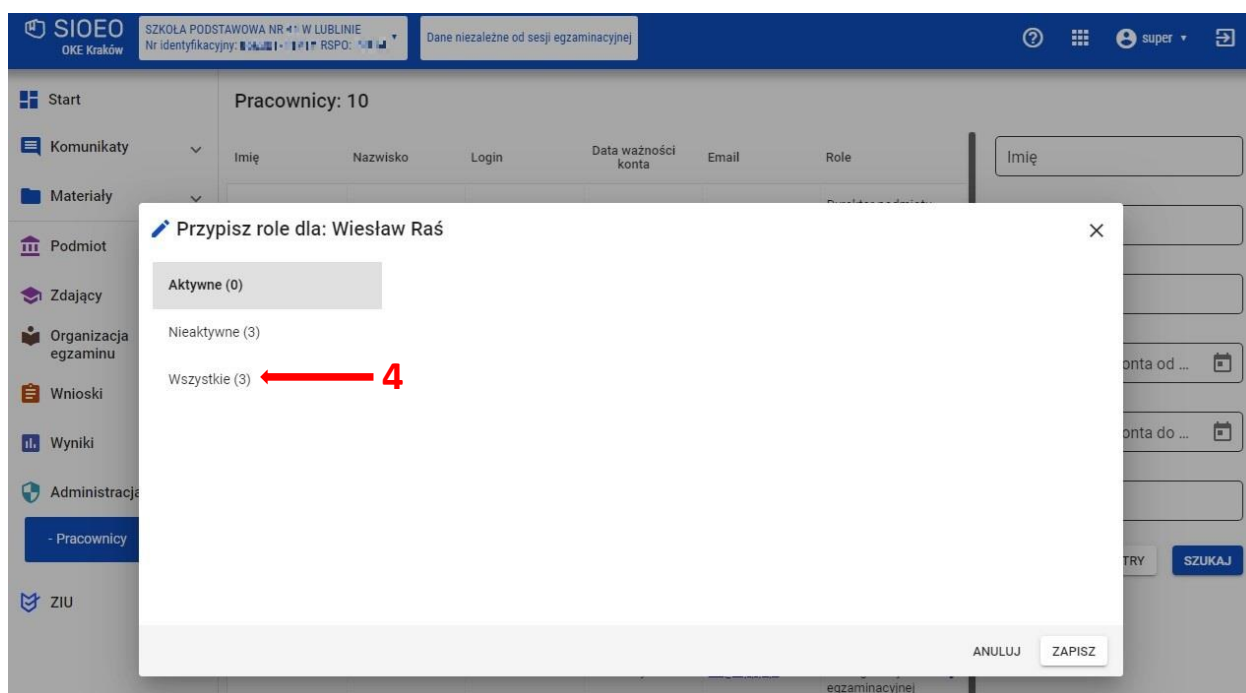 SIOEO
OKE Kraków
SZKOŁA PODSTAWOWA NR W LUBLINIE
Nr identyfikacyjny: RSPO:
Dane niezależne od sesji egzaminacyjnej
super
Start
Komunikaty
Materiały
Podmiot
Zdający
Organizacja
egzaminu
Wnioski
Wyniki
Administracja
- Pracownicy
ZIU
Pracownicy: 10
Imię Nazwisko Login Data ważności konta Email Role
Przypisz role dla: Wiesław Raś
Aktywne (0)
Nieaktywne (3)
Wszystkie (3)
4
ANULUJ ZAPISZ
Imię
onta od ...
onta do ...
TRY SZUKAJ
egzaminacyjnej